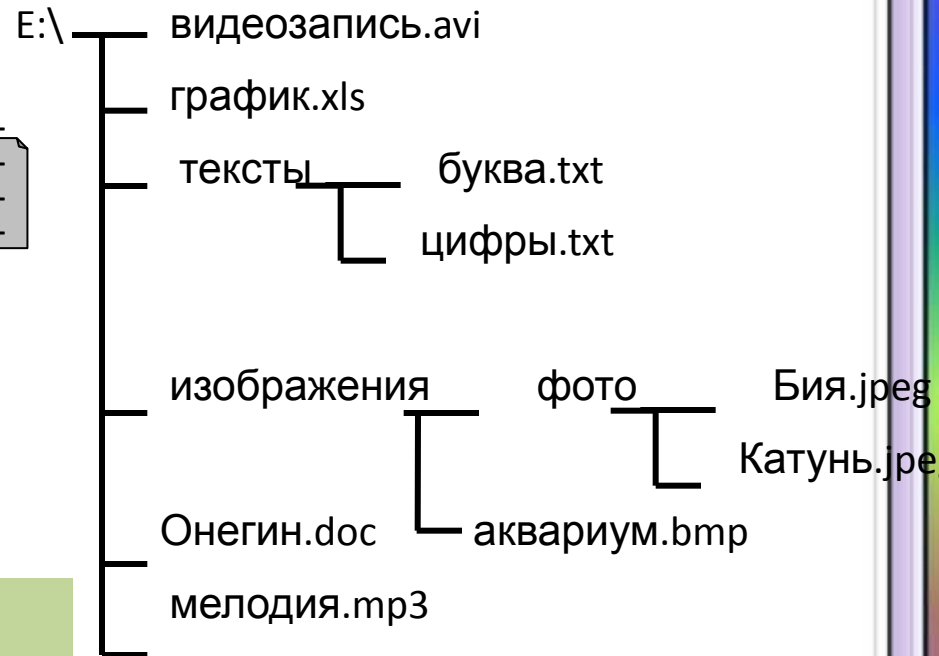 E:\ видеозапись.avi
график.xls
тексты буква.txt
цифры.txt
изображения фото Бия.jpeg
Катунь.jpe
Онегин.doc аквариум.bmp
мелодия.mp3